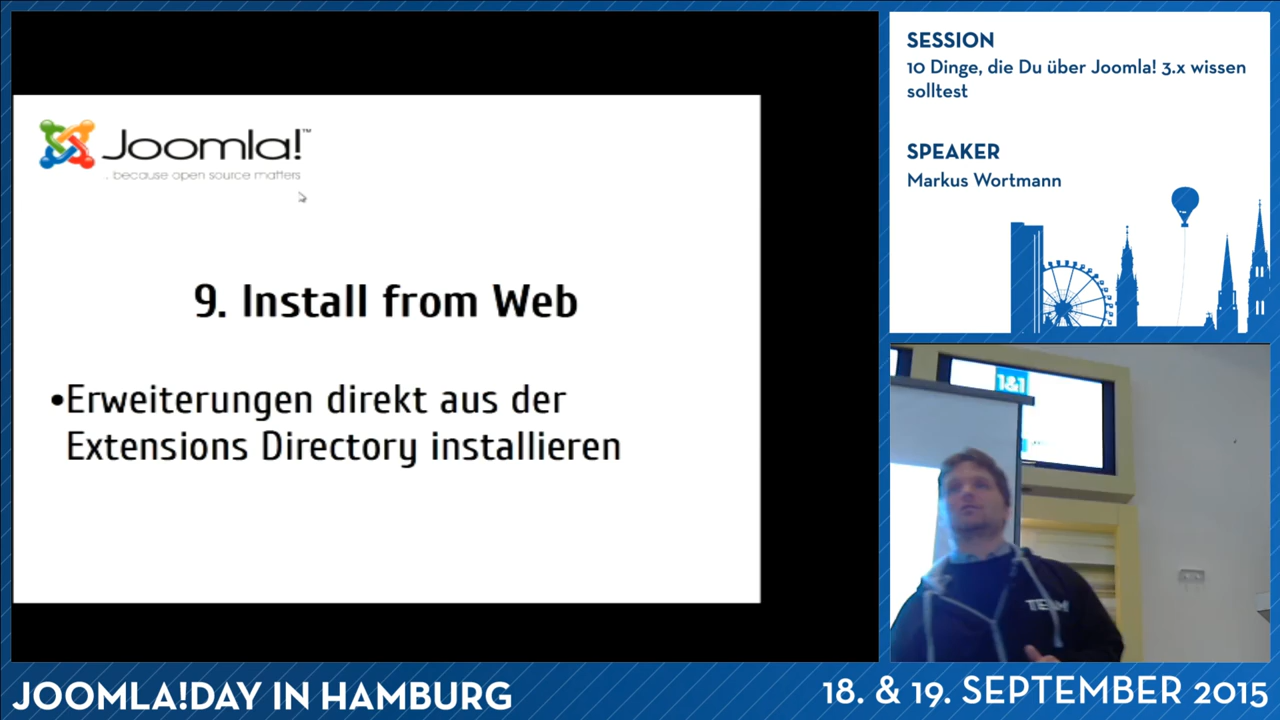 Joomla!™
... because open source matters
9. Install from Web
•Erweiterungen direkt aus der
Extensions Directory installieren
SESSION
10 Dinge, die Du über Joomla! 3.x wissen
solltest
SPEAKER
Markus Wortmann
1&1
TEAM
JOOMLA!DAY IN HAMBURG
18. & 19. SEPTEMBER 2015